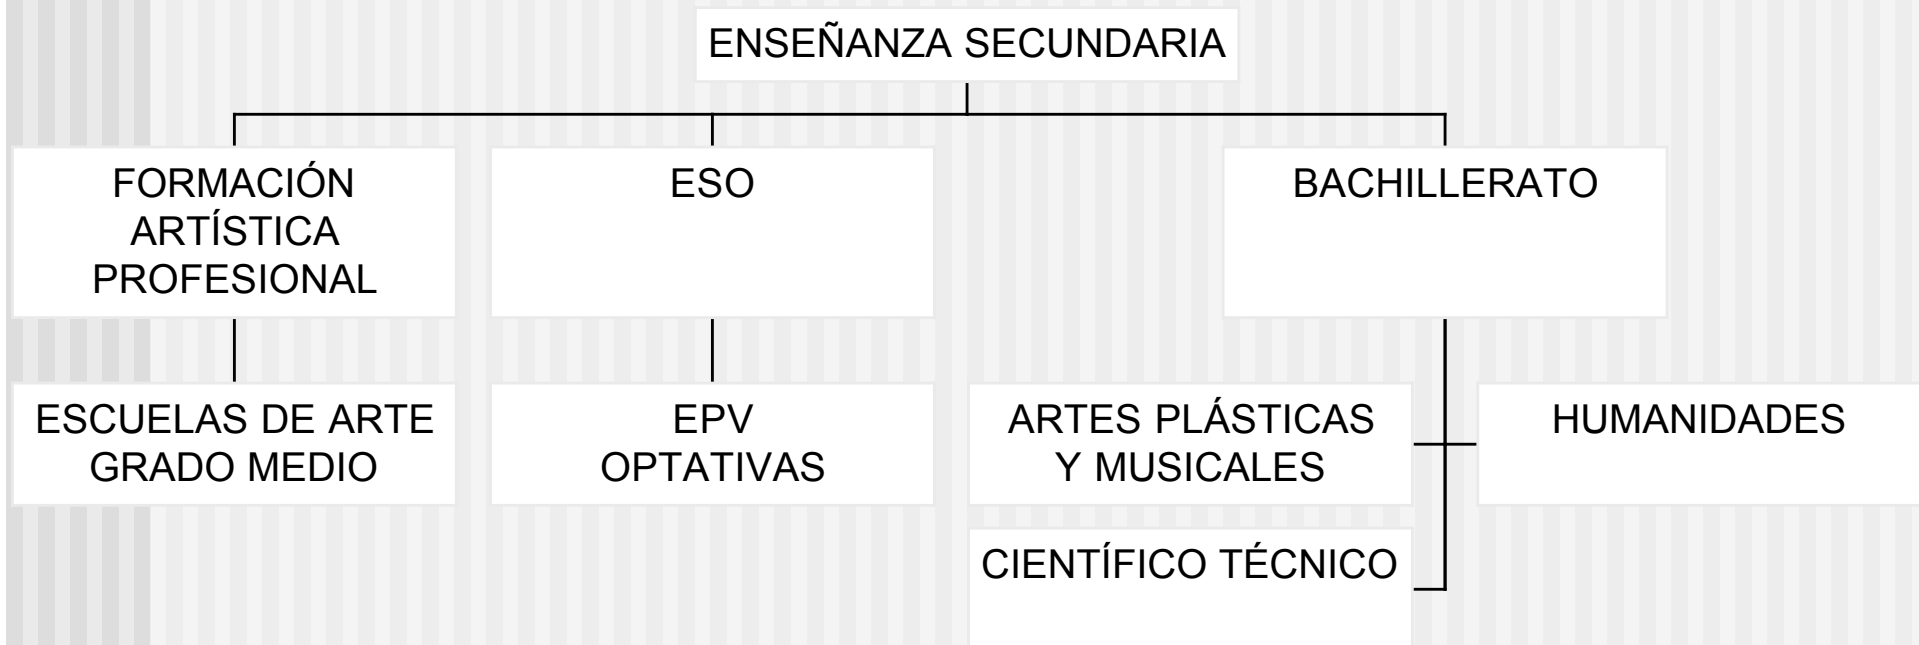 ENSEÑANZA SECUNDARIA
FORMACIÓN
ARTÍSTICA
PROFESIONAL
ESO
BACHILLERATO
ESCUELAS DE ARTE
GRADO MEDIO
EPV
OPTATIVAS
ARTES PLÁSTICAS
Y MUSICALES
HUMANIDADES
CIENTÍFICO TÉCNICO